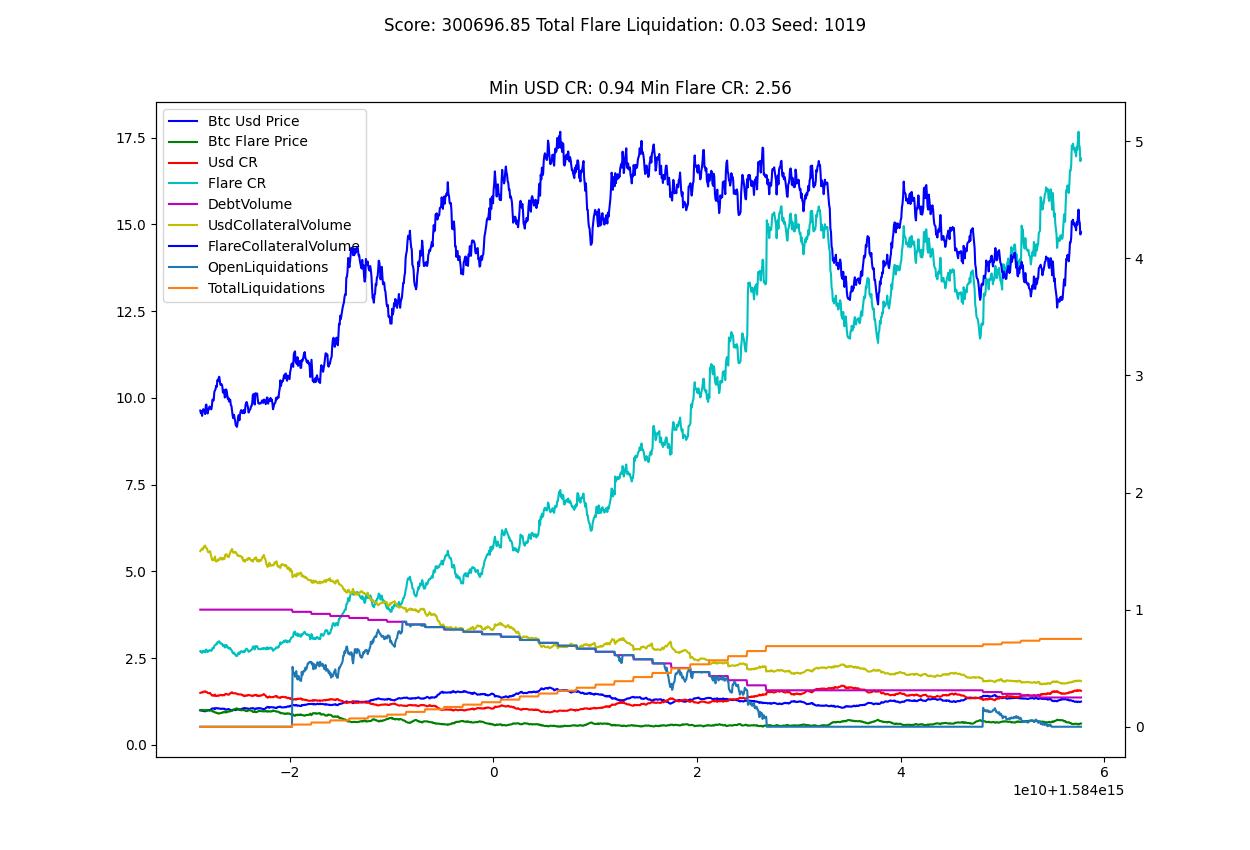 Score: 300696.85 Total Flare Liquidation: 0.03 Seed: 1019
Min USD CR: 0.94 Min Flare CR: 2.56
Btc Usd Price
Btc Flare Price
Usd CR
Flare CR
DebtVolume
UsdCollateralVolume
FlareCollateralVolume
OpenLiquidations
TotalLiquidations
17.5
15.0
12.5
10.0
7.5
5.0
2.5
0.0
5
4
3
2
1
0
−2
0
2
4
6
1e10+1.584e15